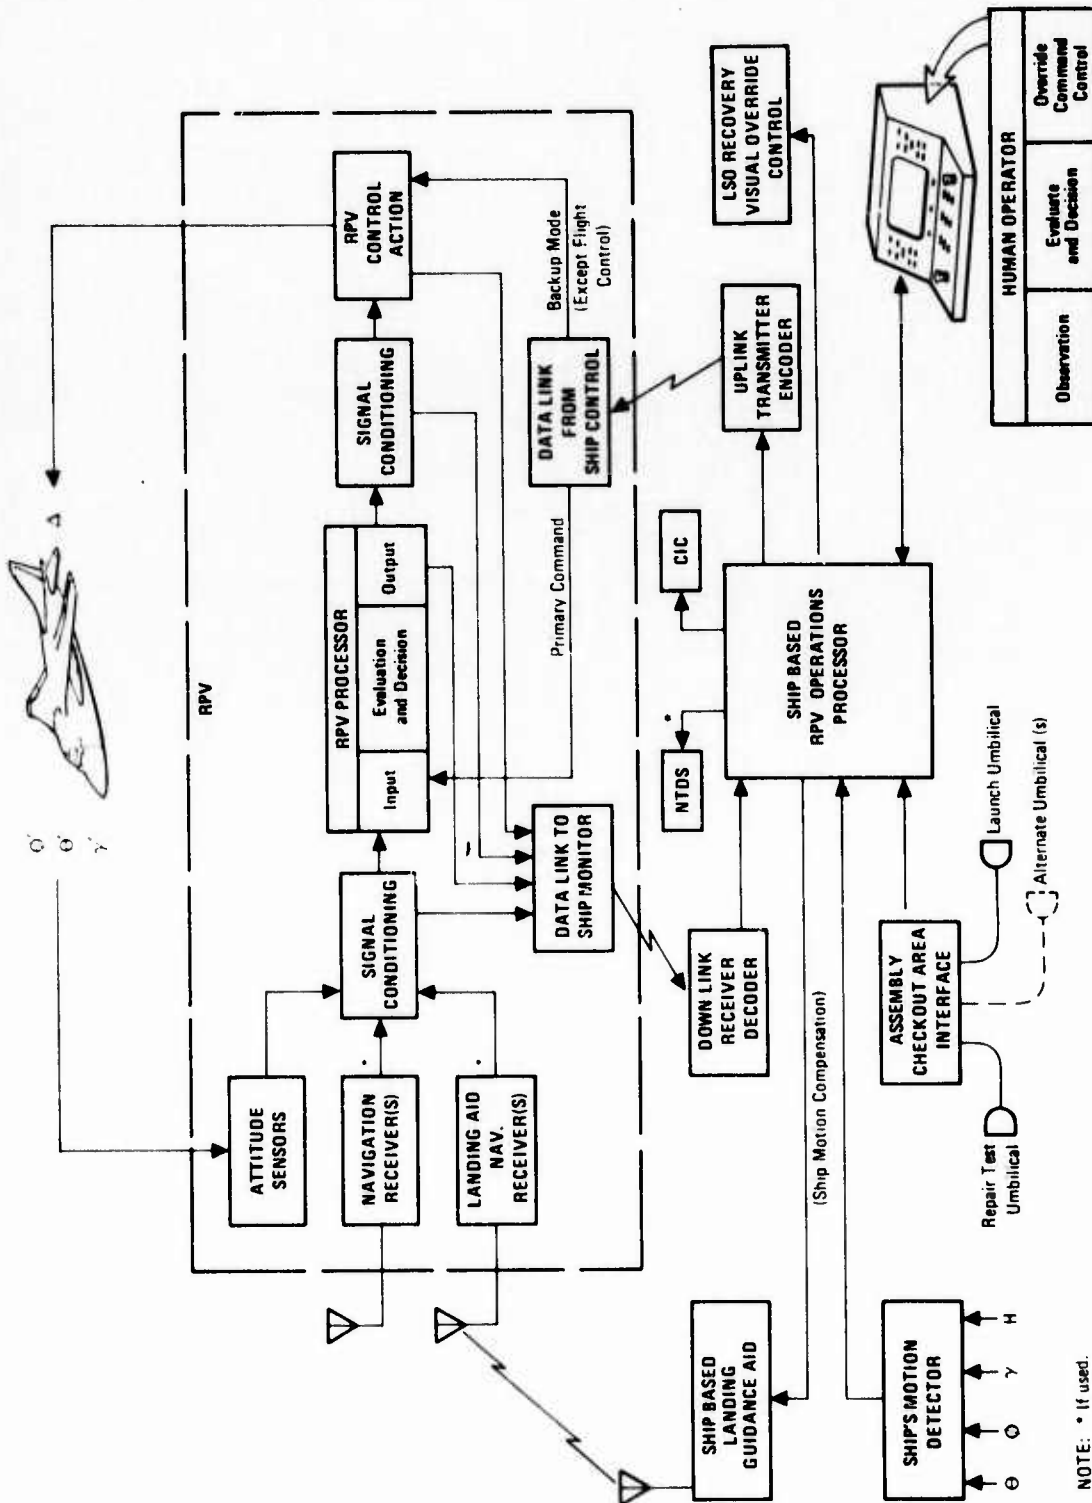 φ̇
θ̇
γ̇
Δ
RPV
ATTITUDE
SENSORS
NAVIGATION
RECEIVER(S)
*
LANDING AID
NAV.
RECEIVER(S)
*
SIGNAL
CONDITIONING
RPV PROCESSOR
Input
Evaluation
and Decision
Output
SIGNAL
CONDITIONING
RPV
CONTROL
ACTION
DATA LINK TO
SHIP MONITOR
Primary Command
DATA LINK
FROM
SHIP CONTROL
Backup Mode
(Except Flight
Control)
SHIP BASED
LANDING
GUIDANCE AID
DOWN LINK
RECEIVER
DECODER
NTDS
*
CIC
UPLINK
TRANSMITTER
ENCODER
LSO RECOVERY
VISUAL OVERRIDE
CONTROL
(Ship Motion Compensation)
SHIP BASED
RPV OPERATIONS
PROCESSOR
SHIP'S MOTION
DETECTOR
θ
φ
γ
H
ASSEMBLY
CHECKOUT AREA
INTERFACE
Repair Test
Umbilical
Launch Umbilical
Alternate Umbilical (s)
HUMAN OPERATOR
Observation
Evaluate
and Decision
Override
Command
Control
NOTE: * If used.